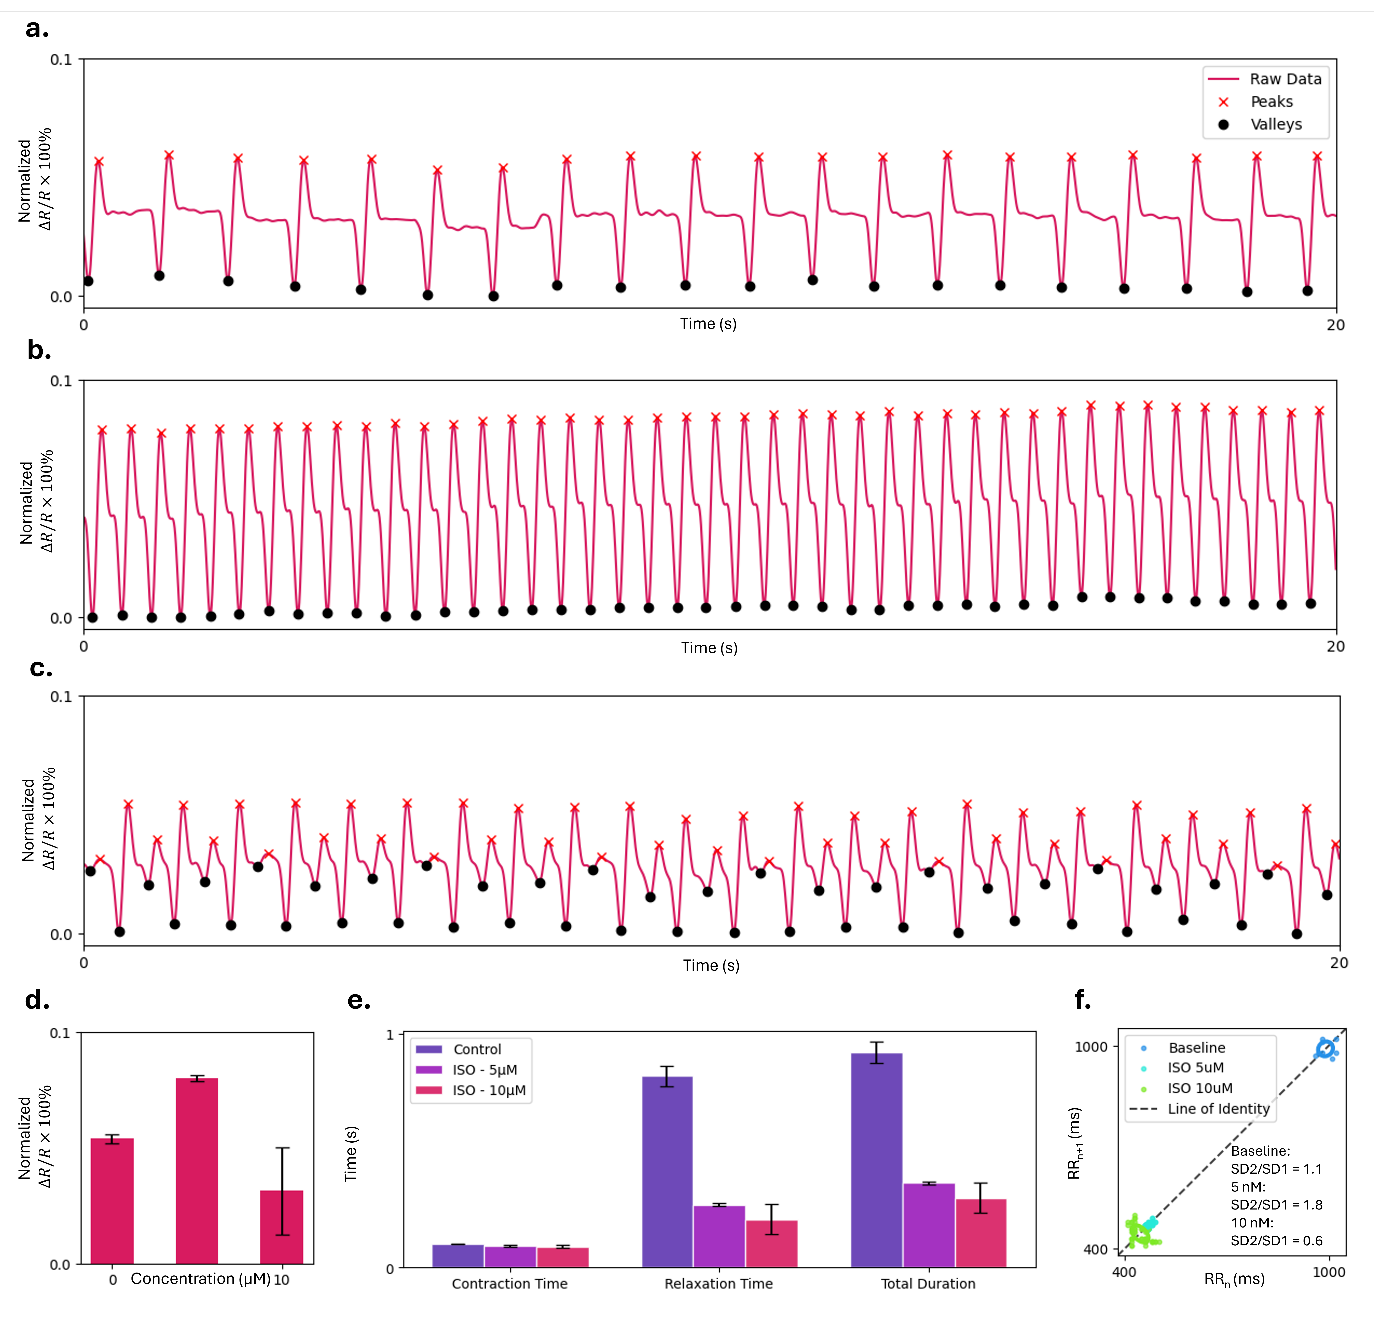 a.
0.1
Raw Data
Peaks
Valleys
Normalized
ΔR/R × 100%
0.0
0
Time (s)
20
b.
0.1
Normalized
ΔR/R × 100%
0.0
0
Time (s)
20
c.
0.1
Normalized
ΔR/R × 100%
0.0
0
Time (s)
20
d.
0.1
Normalized
ΔR/R × 100%
0.0
0
Concentration (μM)
10
e.
1
Control
ISO - 5μM
ISO - 10μM
Time (s)
0
Contraction Time
Relaxation Time
Total Duration
f.
1000
Baseline
ISO 5uM
ISO 10uM
Line of Identity
RRn+1 (ms)
Baseline:
SD2/SD1 = 1.1
5 nM:
SD2/SD1 = 1.8
10 nM:
SD2/SD1 = 0.6
400
400
RRn (ms)
1000